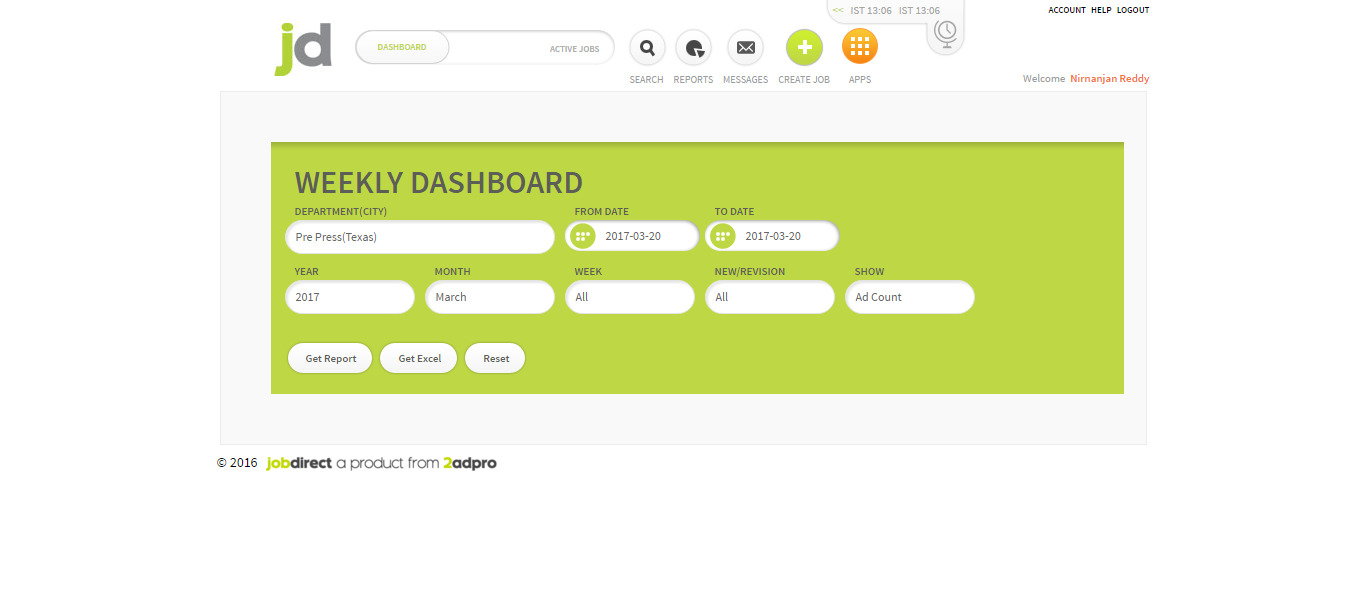 << IST 13:06 IST 13:06
ACCOUNT HELP LOGOUT
jd
DASHBOARD
ACTIVE JOBS
SEARCH REPORTS MESSAGES CREATE JOB APPS
Welcome Nirnanjan Reddy
WEEKLY DASHBOARD
DEPARTMENT(CITY) FROM DATE TO DATE
Pre Press(Texas) 2017-03-20 2017-03-20
YEAR MONTH WEEK NEW/REVISION SHOW
2017 March All All Ad Count
Get Report Get Excel Reset
© 2016 jobdirect a product from 2adpro